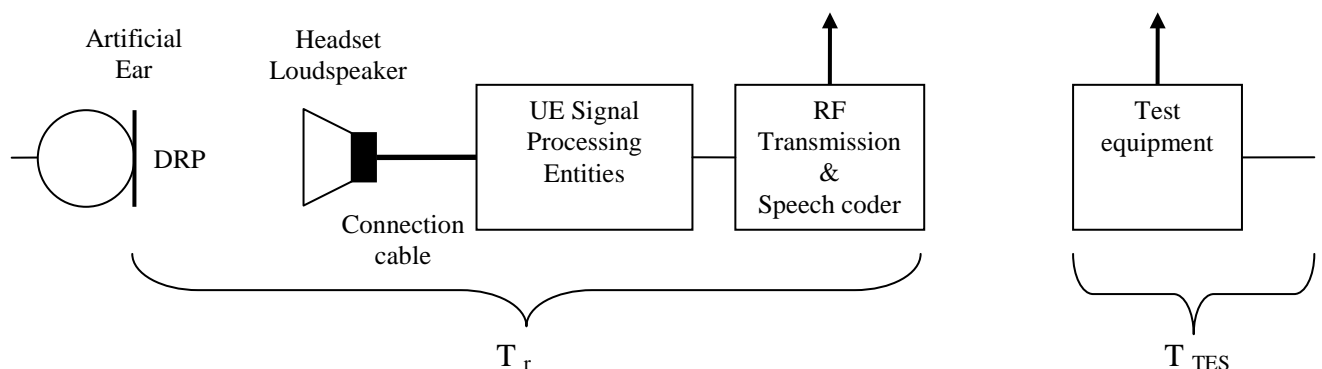 Artificial
Ear
DRP
Headset
Loudspeaker
Connection
cable
UE Signal
Processing
Entities
RF
Transmission
&
Speech coder
Test
equipment
T r
T TES